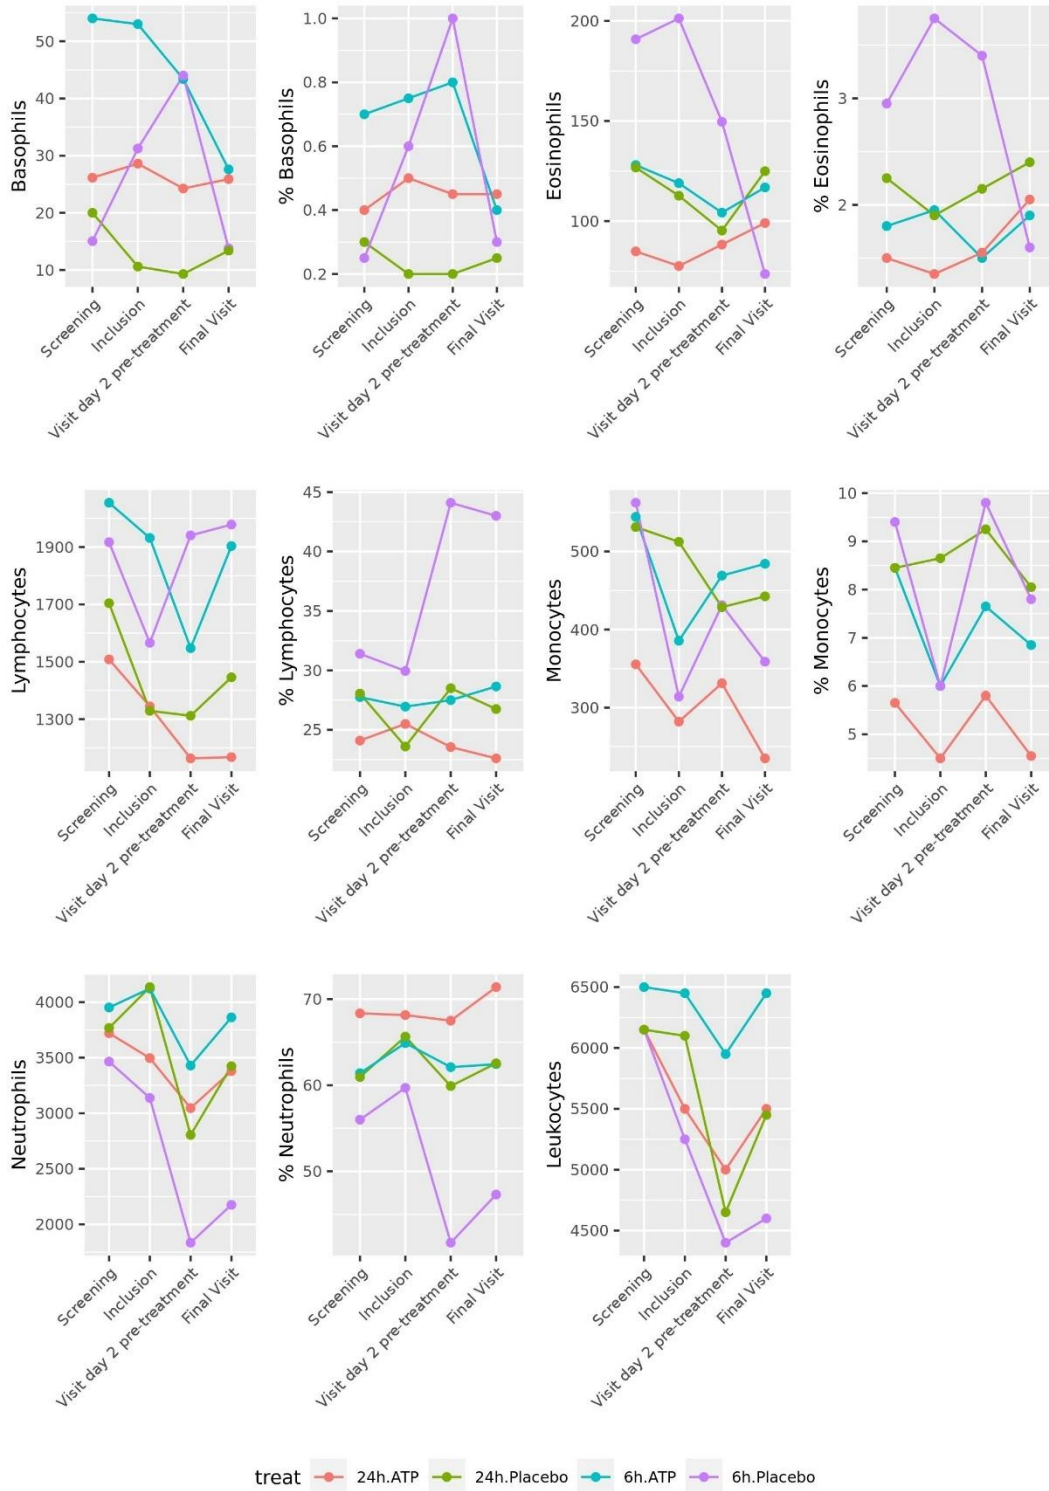 Basophils
50
40
30
20
10
Screening
Inclusion
Visit day 2 pre-treatment
Final Visit
% Basophils
1.0
0.8
0.6
0.4
0.2
Screening
Inclusion
Visit day 2 pre-treatment
Final Visit
Eosinophils
200
150
100
Screening
Inclusion
Visit day 2 pre-treatment
Final Visit
% Eosinophils
3
2
Screening
Inclusion
Visit day 2 pre-treatment
Final Visit
Lymphocytes
1900
1700
1500
1300
Screening
Inclusion
Visit day 2 pre-treatment
Final Visit
% Lymphocytes
45
40
35
30
25
Screening
Inclusion
Visit day 2 pre-treatment
Final Visit
Monocytes
500
400
300
Screening
Inclusion
Visit day 2 pre-treatment
Final Visit
% Monocytes
10
9
8
7
6
5
Screening
Inclusion
Visit day 2 pre-treatment
Final Visit
Neutrophils
4000
3500
3000
2500
2000
Screening
Inclusion
Visit day 2 pre-treatment
Final Visit
% Neutrophils
70
60
50
Screening
Inclusion
Visit day 2 pre-treatment
Final Visit
Leukocytes
6500
6000
5500
5000
4500
Screening
Inclusion
Visit day 2 pre-treatment
Final Visit
treat 24h.ATP 24h.Placebo 6h.ATP 6h.Placebo